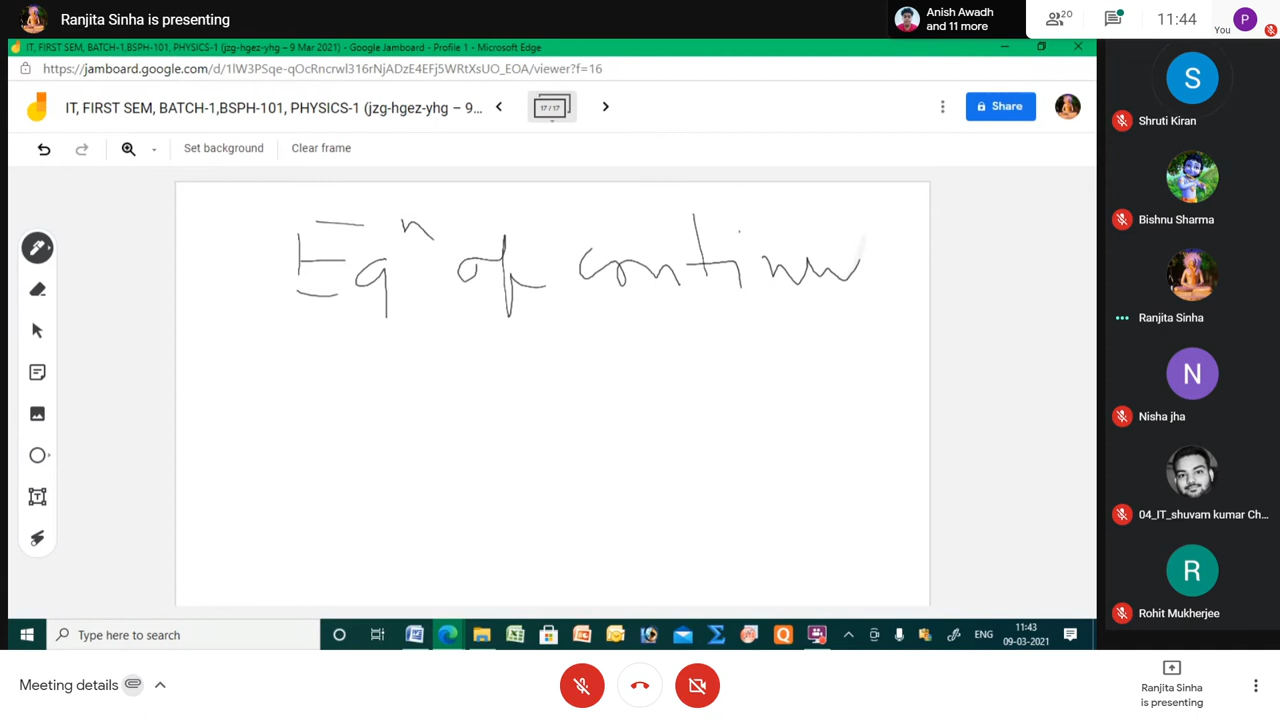 Ranjita Sinha is presenting
Anish Awadh
and 11 more
20
11:44
You
P
IT, FIRST SEM, BATCH-1,BSPH-101, PHYSICS-1 (jzg-hgez-yhg – 9 Mar 2021) - Google Jamboard - Profile 1 - Microsoft Edge
https://jamboard.google.com/d/1lW3PSqe-qOcRncrwl316rNjADzE4EFj5WRtXsUO_EOA/viewer?f=16
IT, FIRST SEM, BATCH-1,BSPH-101, PHYSICS-1 (jzg-hgez-yhg – 9...
17 / 17
Share
Set background
Clear frame
Eqⁿ of continu
S
Shruti Kiran
Bishnu Sharma
Ranjita Sinha
N
Nisha jha
04_IT_shuvam kumar Ch...
R
Rohit Mukherjee
Type here to search
ENG
11:43
09-03-2021
Meeting details
Ranjita Sinha
is presenting